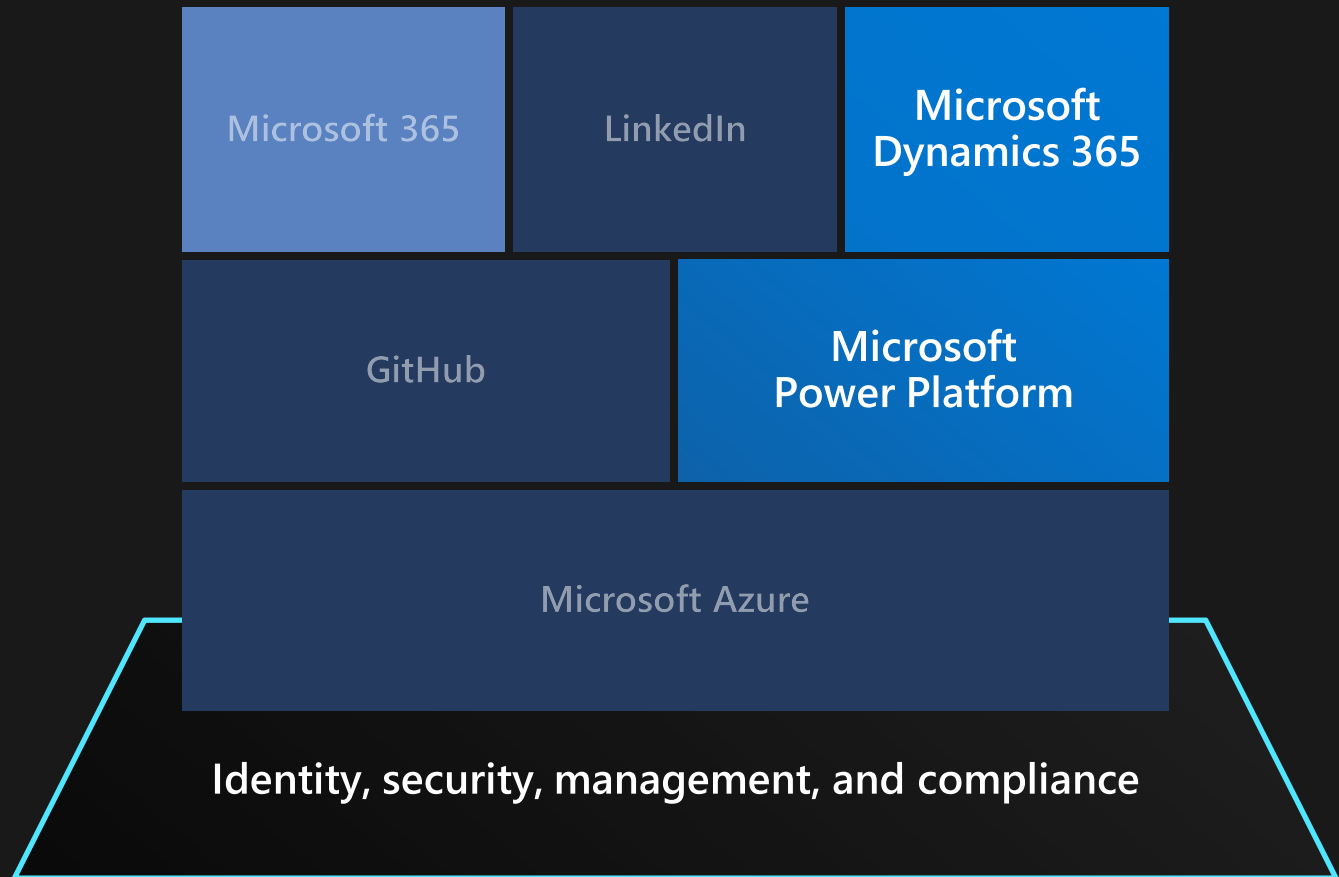 Microsoft 365
LinkedIn
Microsoft
Dynamics 365
GitHub
Microsoft
Power Platform
Microsoft Azure
Identity, security, management, and compliance